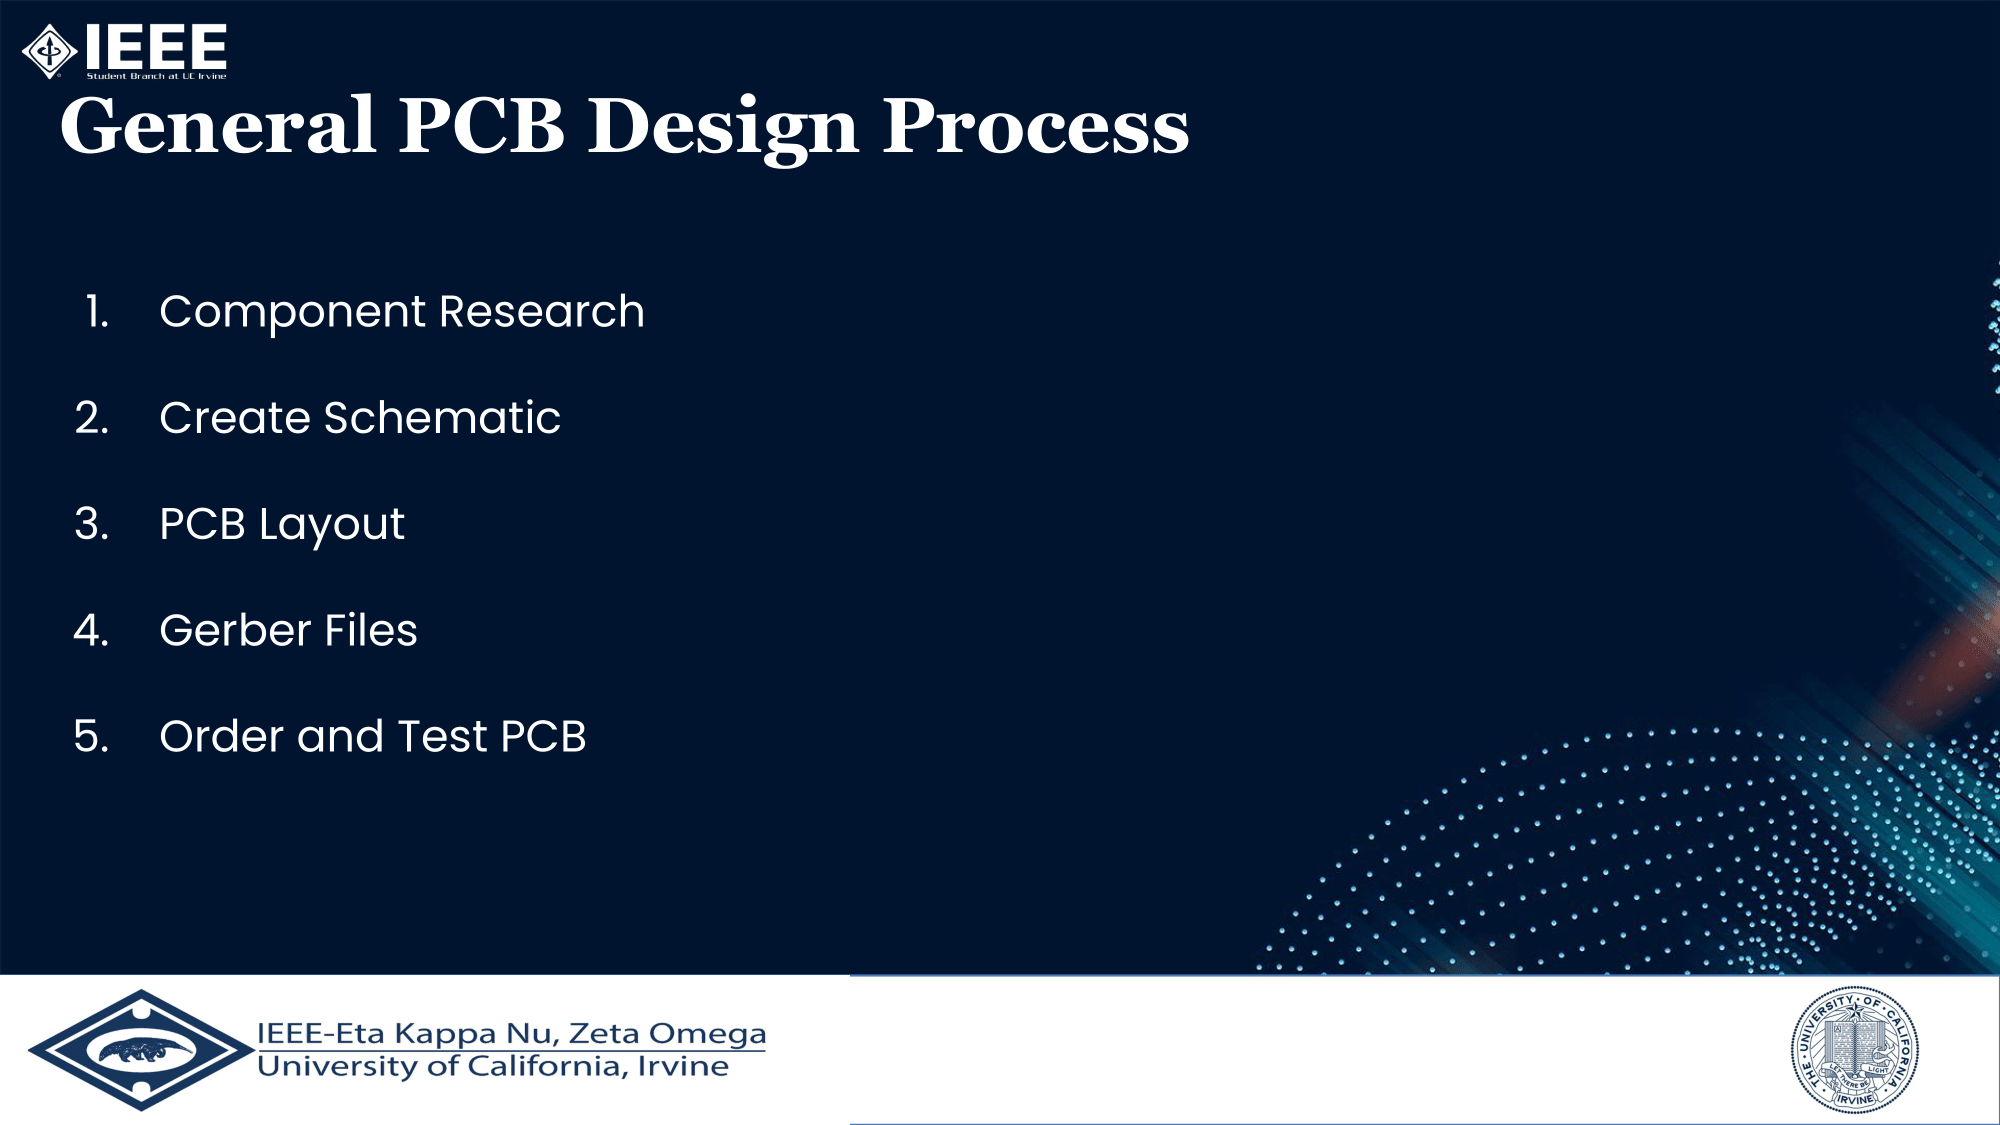 IEEE
Student Branch at UC Irvine
General PCB Design Process
1. Component Research
2. Create Schematic
3. PCB Layout
4. Gerber Files
5. Order and Test PCB
IEEE-Eta Kappa Nu, Zeta Omega
University of California, Irvine
THE · UNIVERSITY · OF · CALIFORNIA ·
LET THERE BE LIGHT
IRVINE